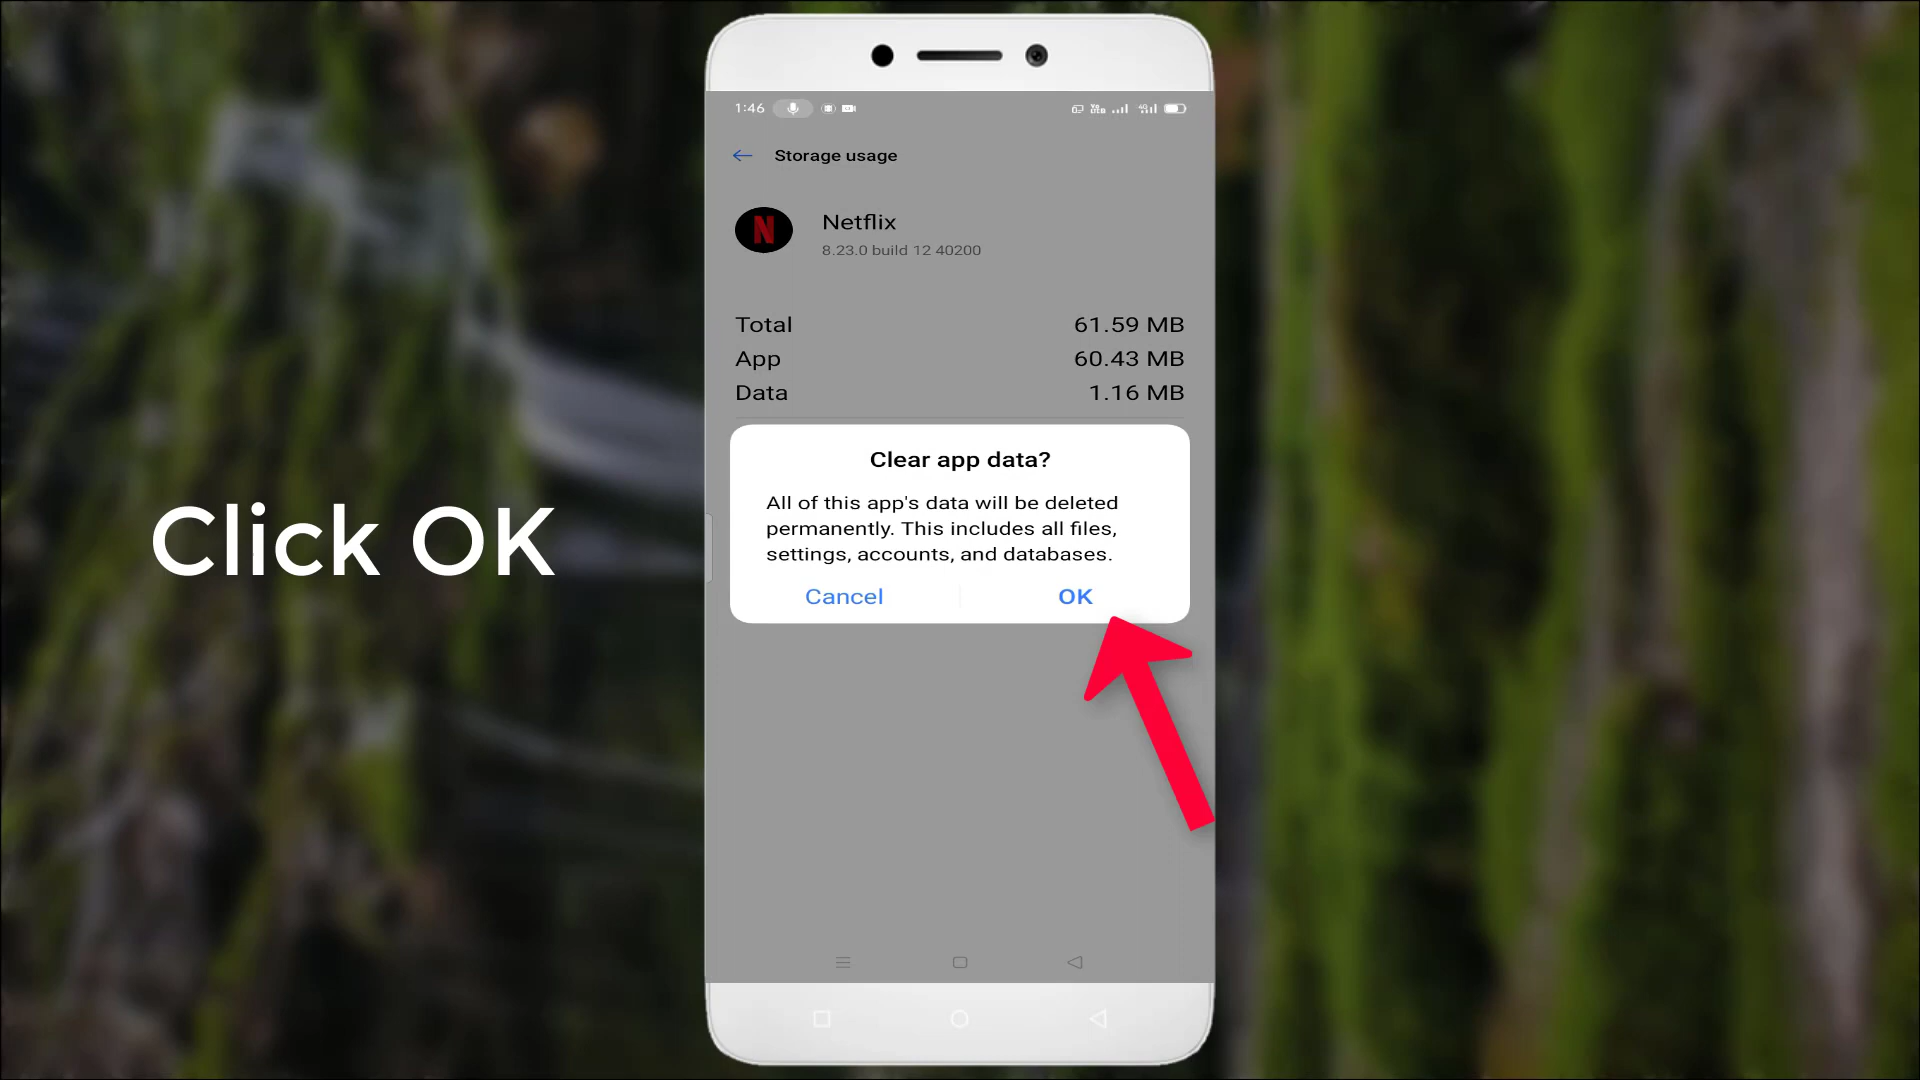 Click OK
1:46
Storage usage
N
Netflix
8.23.0 build 12 40200
Total 61.59 MB
App 60.43 MB
Data 1.16 MB
Clear app data?
All of this app's data will be deleted
permanently. This includes all files,
settings, accounts, and databases.
Cancel OK